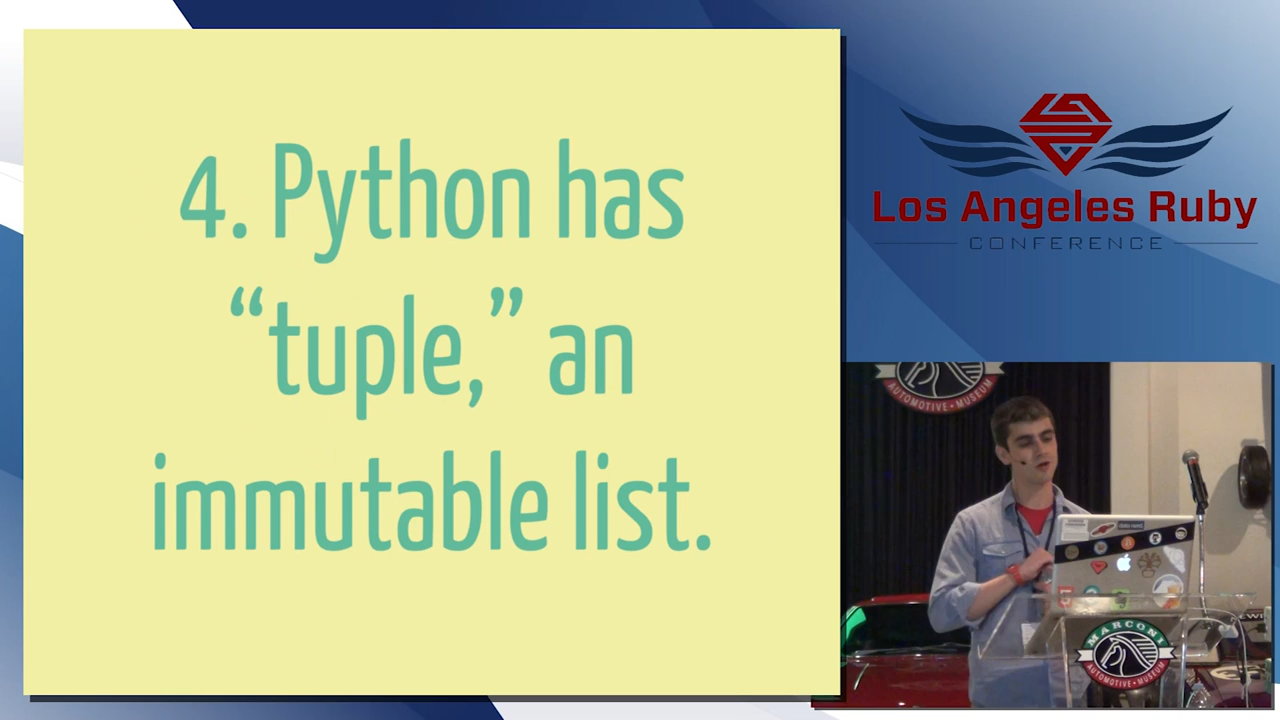 4. Python has
“tuple,” an
immutable list.
Los Angeles Ruby
CONFERENCE
AUTOMOTIVE • MUSEUM
MARCONI
AUTOMOTIVE • MUSEUM